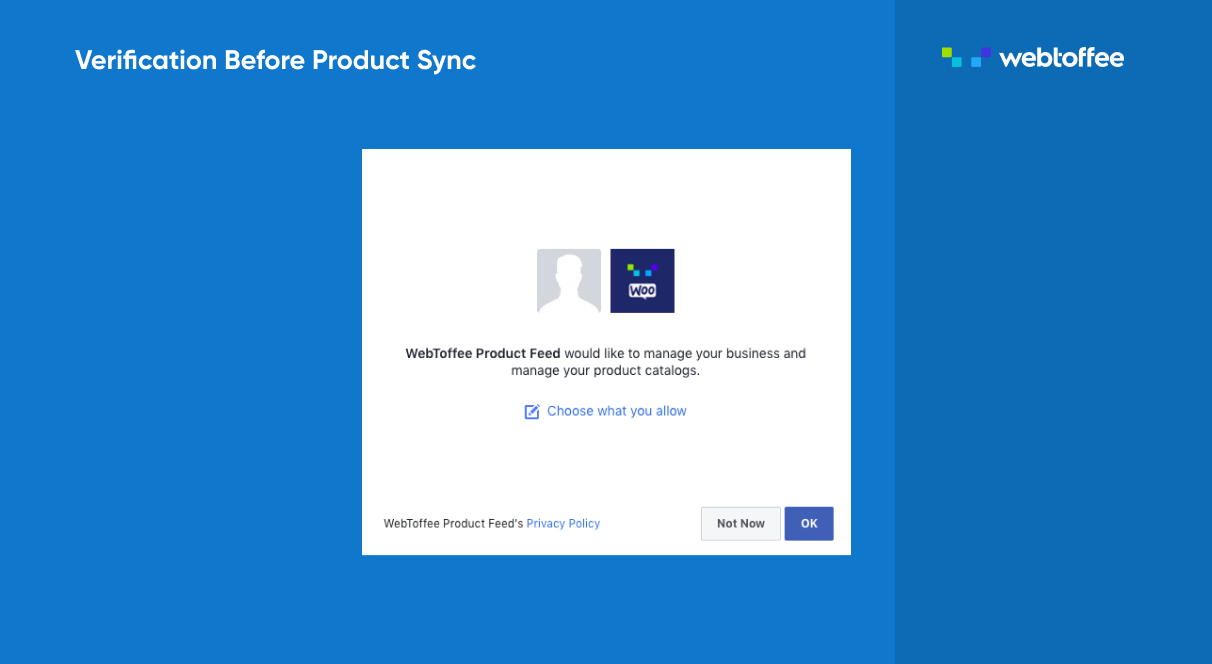 Verification Before Product Sync
webtoffee
WOO
WebToffee Product Feed would like to manage your business and
manage your product catalogs.
Choose what you allow
WebToffee Product Feed's Privacy Policy
Not Now
OK